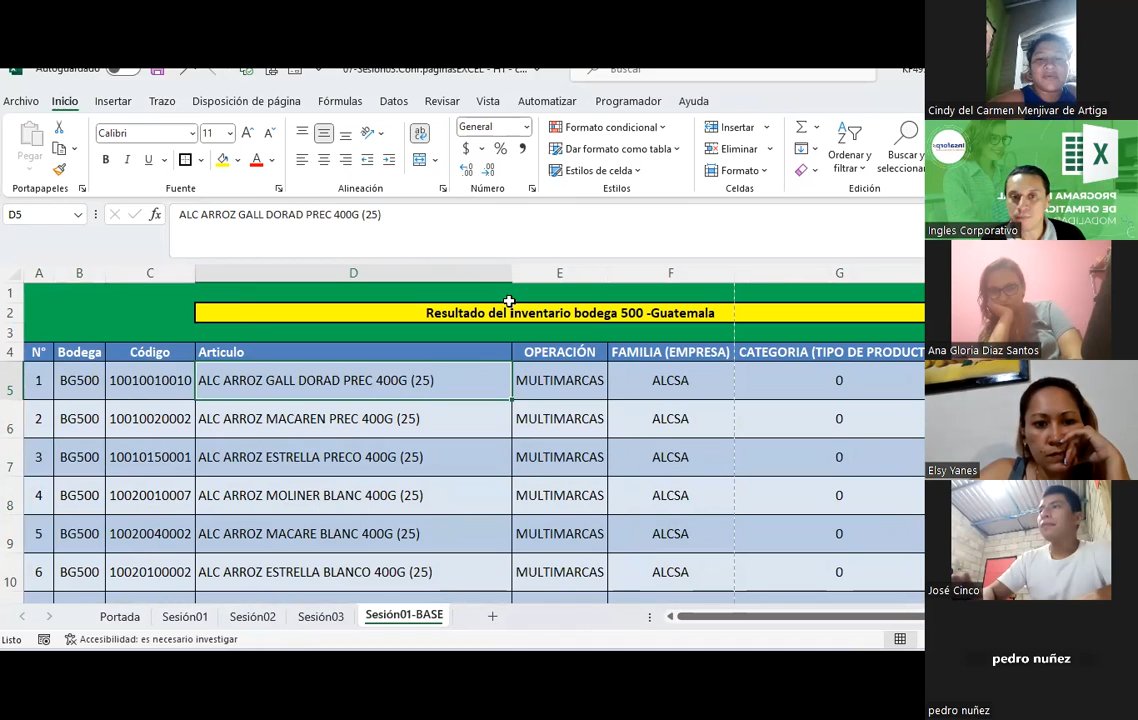 Autoguardado 07-Sesion03.Conf.paginasEXCEL - HT - c... Buscar
Archivo Inicio Insertar Trazo Disposición de página Fórmulas Datos Revisar Vista Automatizar Programador Ayuda
Pegar Calibri 11 General Formato condicional Insertar Ordenar y filtrar Buscar y seleccionar
Dar formato como tabla Eliminar
Estilos de celda Formato
Portapapeles Fuente Alineación Número Estilos Celdas Edición
D5 fx ALC ARROZ GALL DORAD PREC 400G (25)
A B C D E F G
1
2 Resultado del inventario bodega 500 -Guatemala
3
4 N° Bodega Código Articulo OPERACIÓN FAMILIA (EMPRESA) CATEGORIA (TIPO DE PRODUCT
5 1 BG500 10010010010 ALC ARROZ GALL DORAD PREC 400G (25) MULTIMARCAS ALCSA 0
6 2 BG500 10010020002 ALC ARROZ MACAREN PREC 400G (25) MULTIMARCAS ALCSA 0
7 3 BG500 10010150001 ALC ARROZ ESTRELLA PRECO 400G (25) MULTIMARCAS ALCSA 0
8 4 BG500 10020010007 ALC ARROZ MOLINER BLANC 400G (25) MULTIMARCAS ALCSA 0
9 5 BG500 10020040002 ALC ARROZ MACARE BLANC 400G (25) MULTIMARCAS ALCSA 0
10 6 BG500 10020100002 ALC ARROZ ESTRELLA BLANCO 400G (25) MULTIMARCAS ALCSA 0
Portada Sesión01 Sesión02 Sesión03 Sesión01-BASE
Listo Accesibilidad: es necesario investigar
Cindy del Carmen Menjivar de Artiga
Ingles Corporativo
Ana Gloria Diaz Santos
Elsy Yanes
José Cinco
pedro nuñez
pedro nuñez